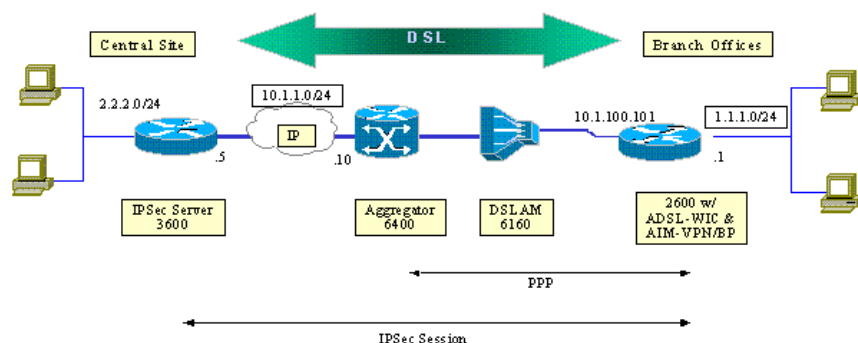 DSL
Central Site
Branch Offices
10.1.1.0/24
2.2.2.0/24
10.1.100.101
1.1.1.0/24
IP
.5
.10
.1
IPSec Server
3600
Aggregator
6400
DSLAM
6160
2600 w/
ADSL-WIC &
AIM-VPN/BP
PPP
IPSec Session